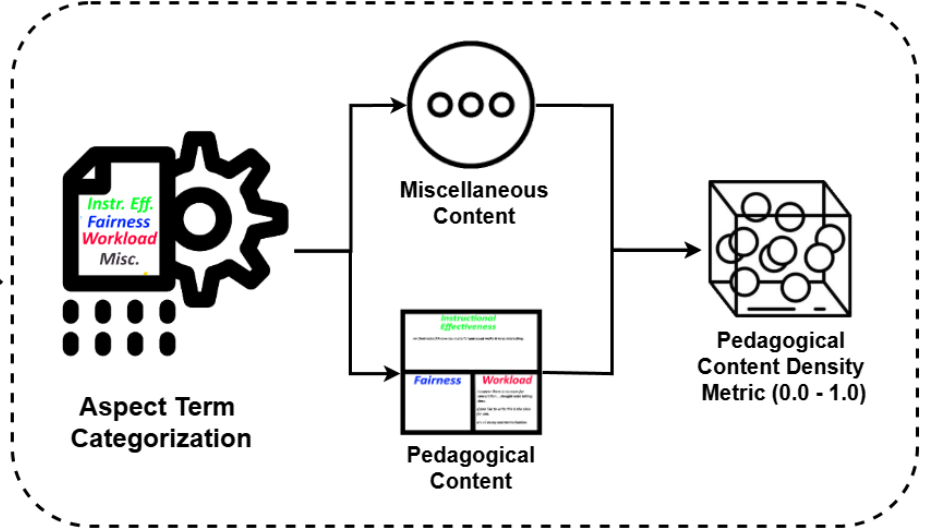 Instr. Eff.
Fairness
Workload
Misc.
Aspect Term
Categorization
Miscellaneous
Content
Instructional
Effectiveness
Fairness
Workload
Pedagogical
Content
Pedagogical
Content Density
Metric (0.0 - 1.0)